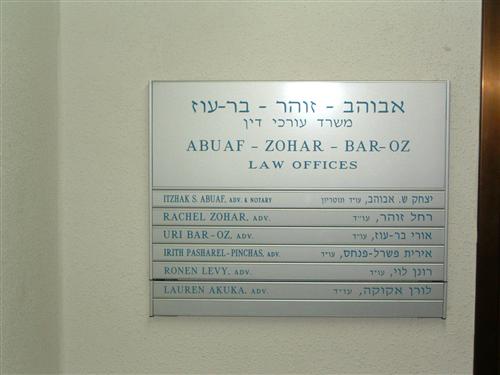 אבוהב - זוהר - בר-עוז
משרד עורכי דין
ABUAF - ZOHAR - BAR-OZ
LAW OFFICES
ITZHAK S. ABUAF, ADV. & NOTARY יצחק ש. אבוהב, עו״ד ונוטריון
RACHEL ZOHAR, ADV. רחל זוהר, עו״ד
URI BAR-OZ, ADV. אורי בר-עוז, עו״ד
IRITH PASHAREL-PINCHAS, ADV. אירית פשרל-פנחס, עו״ד
RONEN LEVY, ADV. רונן לוי, עו״ד
LAUREN AKUKA, ADV. לורן אקוקה, עו״ד